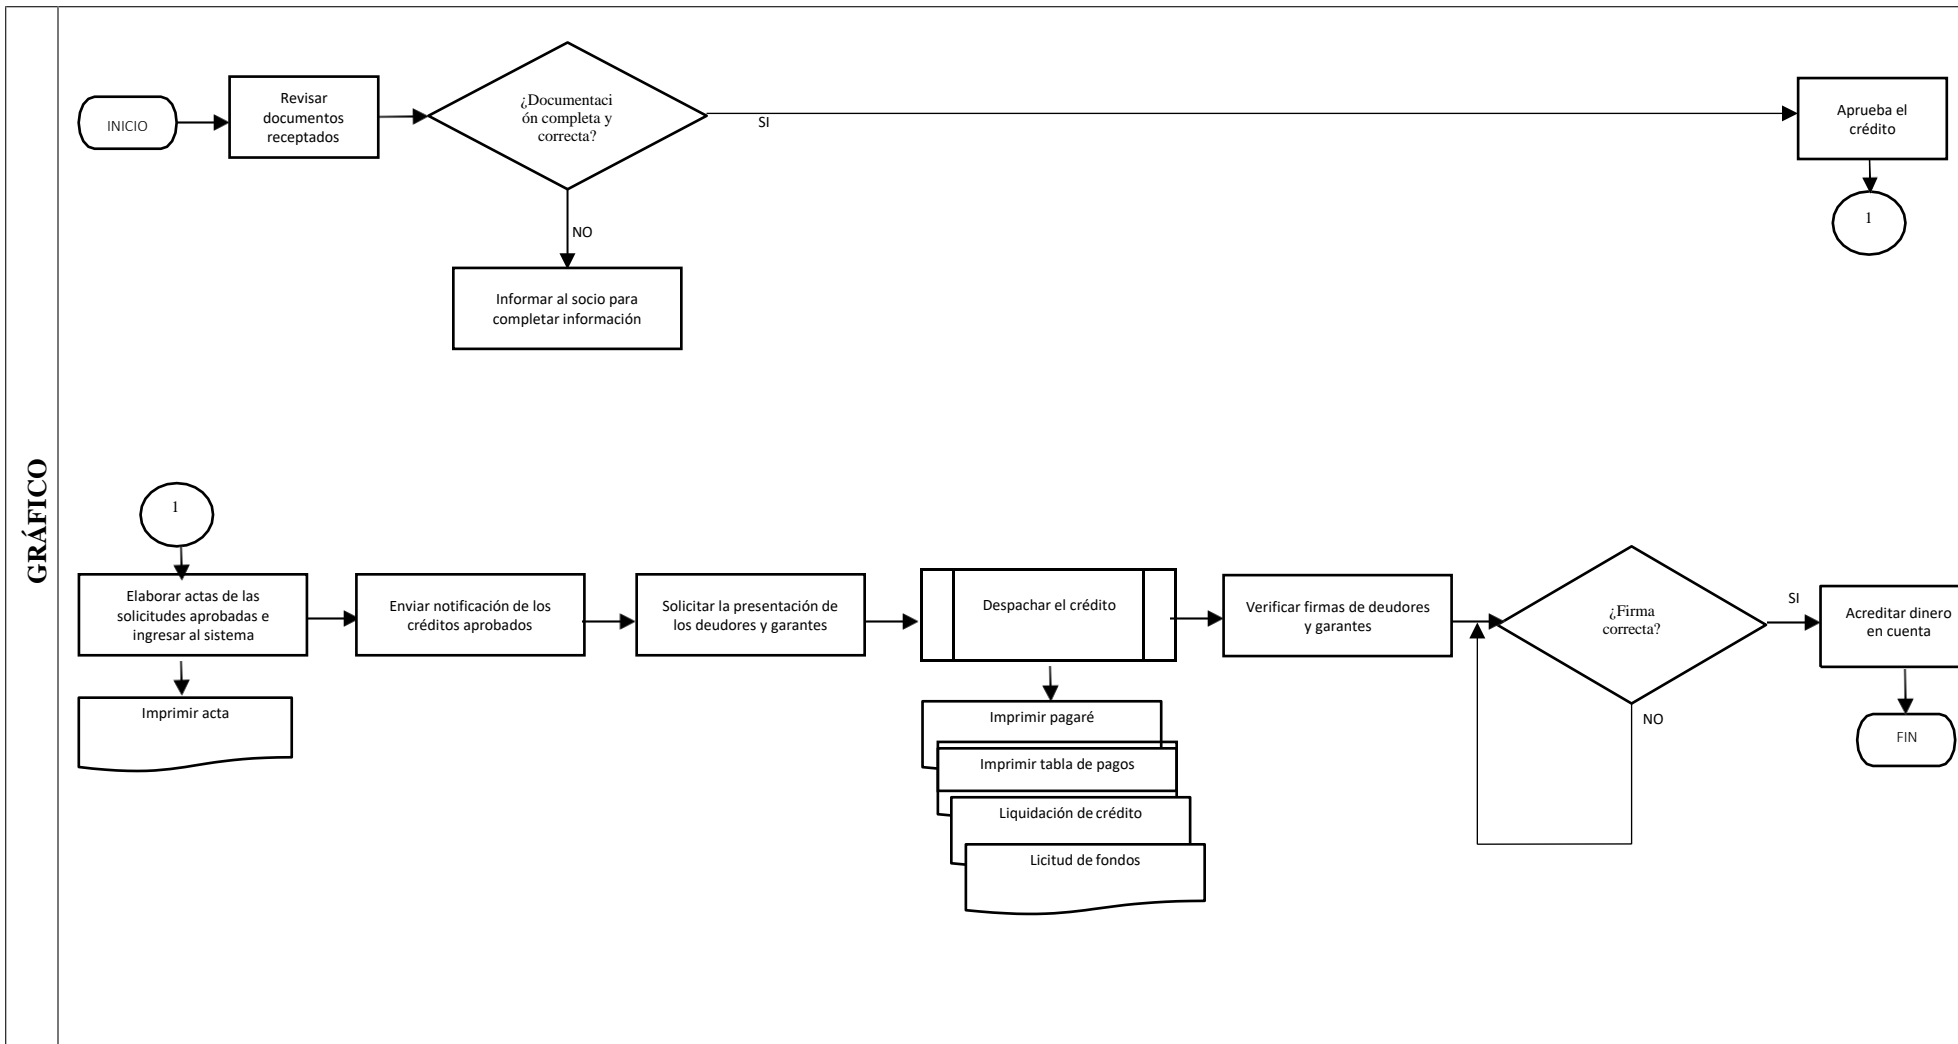 GRÁFICO
INICIO
Revisar
documentos
receptados
¿Documentaci
ón completa y
correcta?
SI
Aprueba el
crédito
1
NO
Informar al socio para
completar información
1
Elaborar actas de las
solicitudes aprobadas e
ingresar al sistema
Enviar notificación de los
créditos aprobados
Solicitar la presentación de
los deudores y garantes
Despachar el crédito
Verificar firmas de deudores
y garantes
¿Firma
correcta?
SI
Acreditar dinero
en cuenta
NO
FIN
Imprimir acta
Imprimir pagaré
Imprimir tabla de pagos
Liquidación de crédito
Licitud de fondos